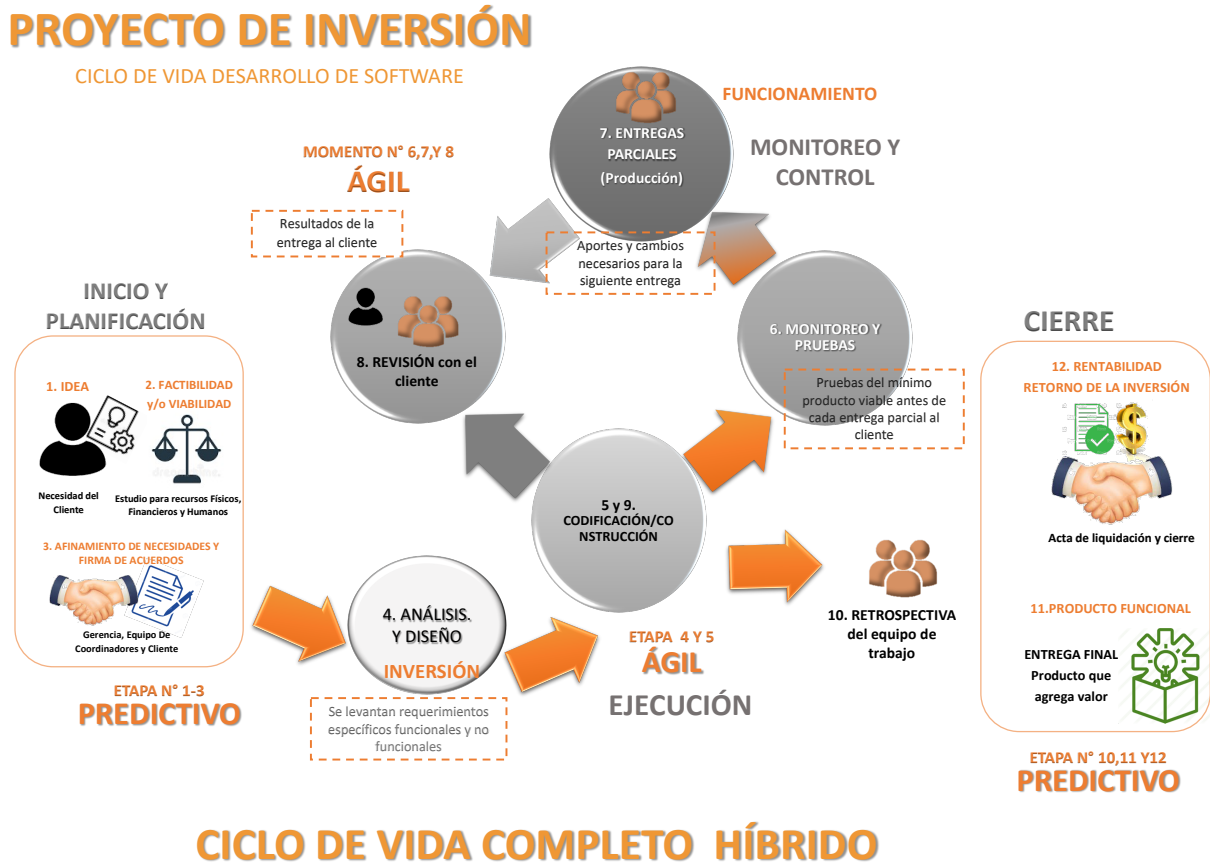 PROYECTO DE INVERSIÓN
CICLO DE VIDA DESARROLLO DE SOFTWARE
FUNCIONAMIENTO
7. ENTREGAS
PARCIALES
(Producción)
MONITOREO Y
CONTROL
MOMENTO N° 6,7,Y 8
ÁGIL
Resultados de la
entrega al cliente
Aportes y cambios
necesarios para la
siguiente entrega
8. REVISIÓN con el
cliente
6. MONITOREO Y
PRUEBAS
Pruebas del mínimo
producto viable antes de
cada entrega parcial al
cliente
INICIO Y
PLANIFICACIÓN
1. IDEA
2. FACTIBILIDAD
y/o VIABILIDAD
Necesidad del
Cliente
Estudio para recursos Físicos,
Financieros y Humanos
3. AFINAMIENTO DE NECESIDADES Y
FIRMA DE ACUERDOS
Gerencia, Equipo De
Coordinadores y Cliente
ETAPA N° 1-3
PREDICTIVO
4. ANÁLISIS.
Y DISEÑO
INVERSIÓN
Se levantan requerimientos
específicos funcionales y no
funcionales
5 y 9.
CODIFICACIÓN/CO
NSTRUCCIÓN
ETAPA 4 Y 5
ÁGIL
EJECUCIÓN
10. RETROSPECTIVA
del equipo de
trabajo
CIERRE
12. RENTABILIDAD
RETORNO DE LA INVERSIÓN
Acta de liquidación y cierre
11.PRODUCTO FUNCIONAL
ENTREGA FINAL
Producto que
agrega valor
ETAPA N° 10,11 Y12
PREDICTIVO
CICLO DE VIDA COMPLETO HÍBRIDO